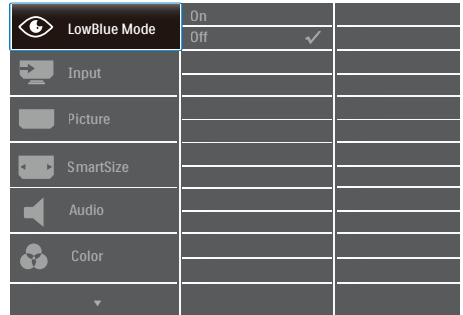 LowBlue Mode
On
Off
Input
Picture
SmartSize
Audio
Color